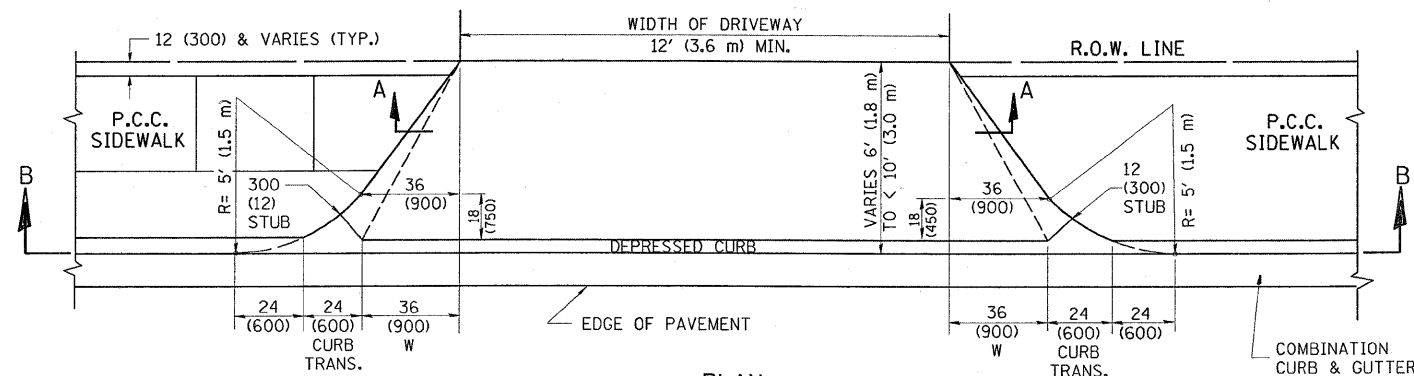 WIDTH OF DRIVEWAY
12' (3.6 m) MIN.
12 (300) & VARIES (TYP.)
R.O.W. LINE
A
A
P.C.C.
SIDEWALK
P.C.C.
SIDEWALK
B
B
R= 5' (1.5 m)
300
(12)
STUB
36
(900)
18
(750)
VARIES 6' (1.8 m)
TO < 10' (3.0 m)
36
(900)
18
(450)
12
(300)
STUB
R= 5' (1.5 m)
DEPRESSED CURB
24
(600)
24
(600)
CURB
TRANS.
36
(900)
W
EDGE OF PAVEMENT
36
(900)
W
24
(600)
CURB
TRANS.
24
(600)
COMBINATION
CURB & GUTTER
PLAN